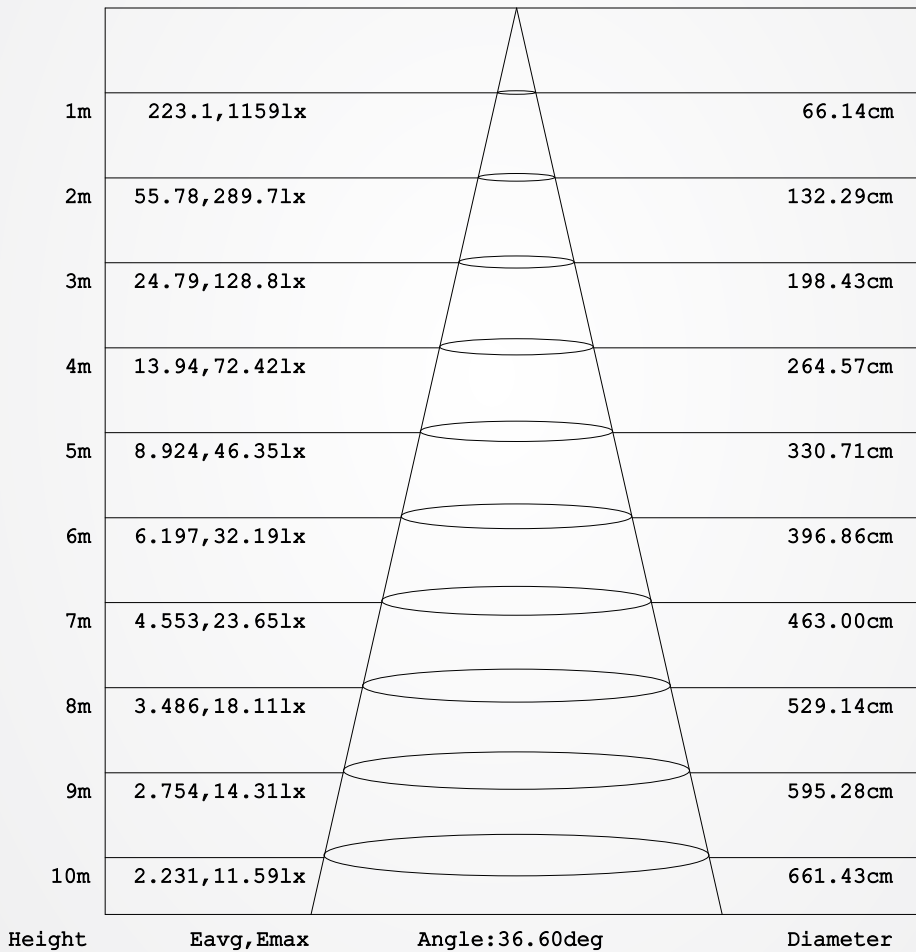 1m 223.1,1159lx 66.14cm
2m 55.78,289.7lx 132.29cm
3m 24.79,128.8lx 198.43cm
4m 13.94,72.42lx 264.57cm
5m 8.924,46.35lx 330.71cm
6m 6.197,32.19lx 396.86cm
7m 4.553,23.65lx 463.00cm
8m 3.486,18.11lx 529.14cm
9m 2.754,14.31lx 595.28cm
10m 2.231,11.59lx 661.43cm
Height Eavg,Emax Angle:36.60deg Diameter